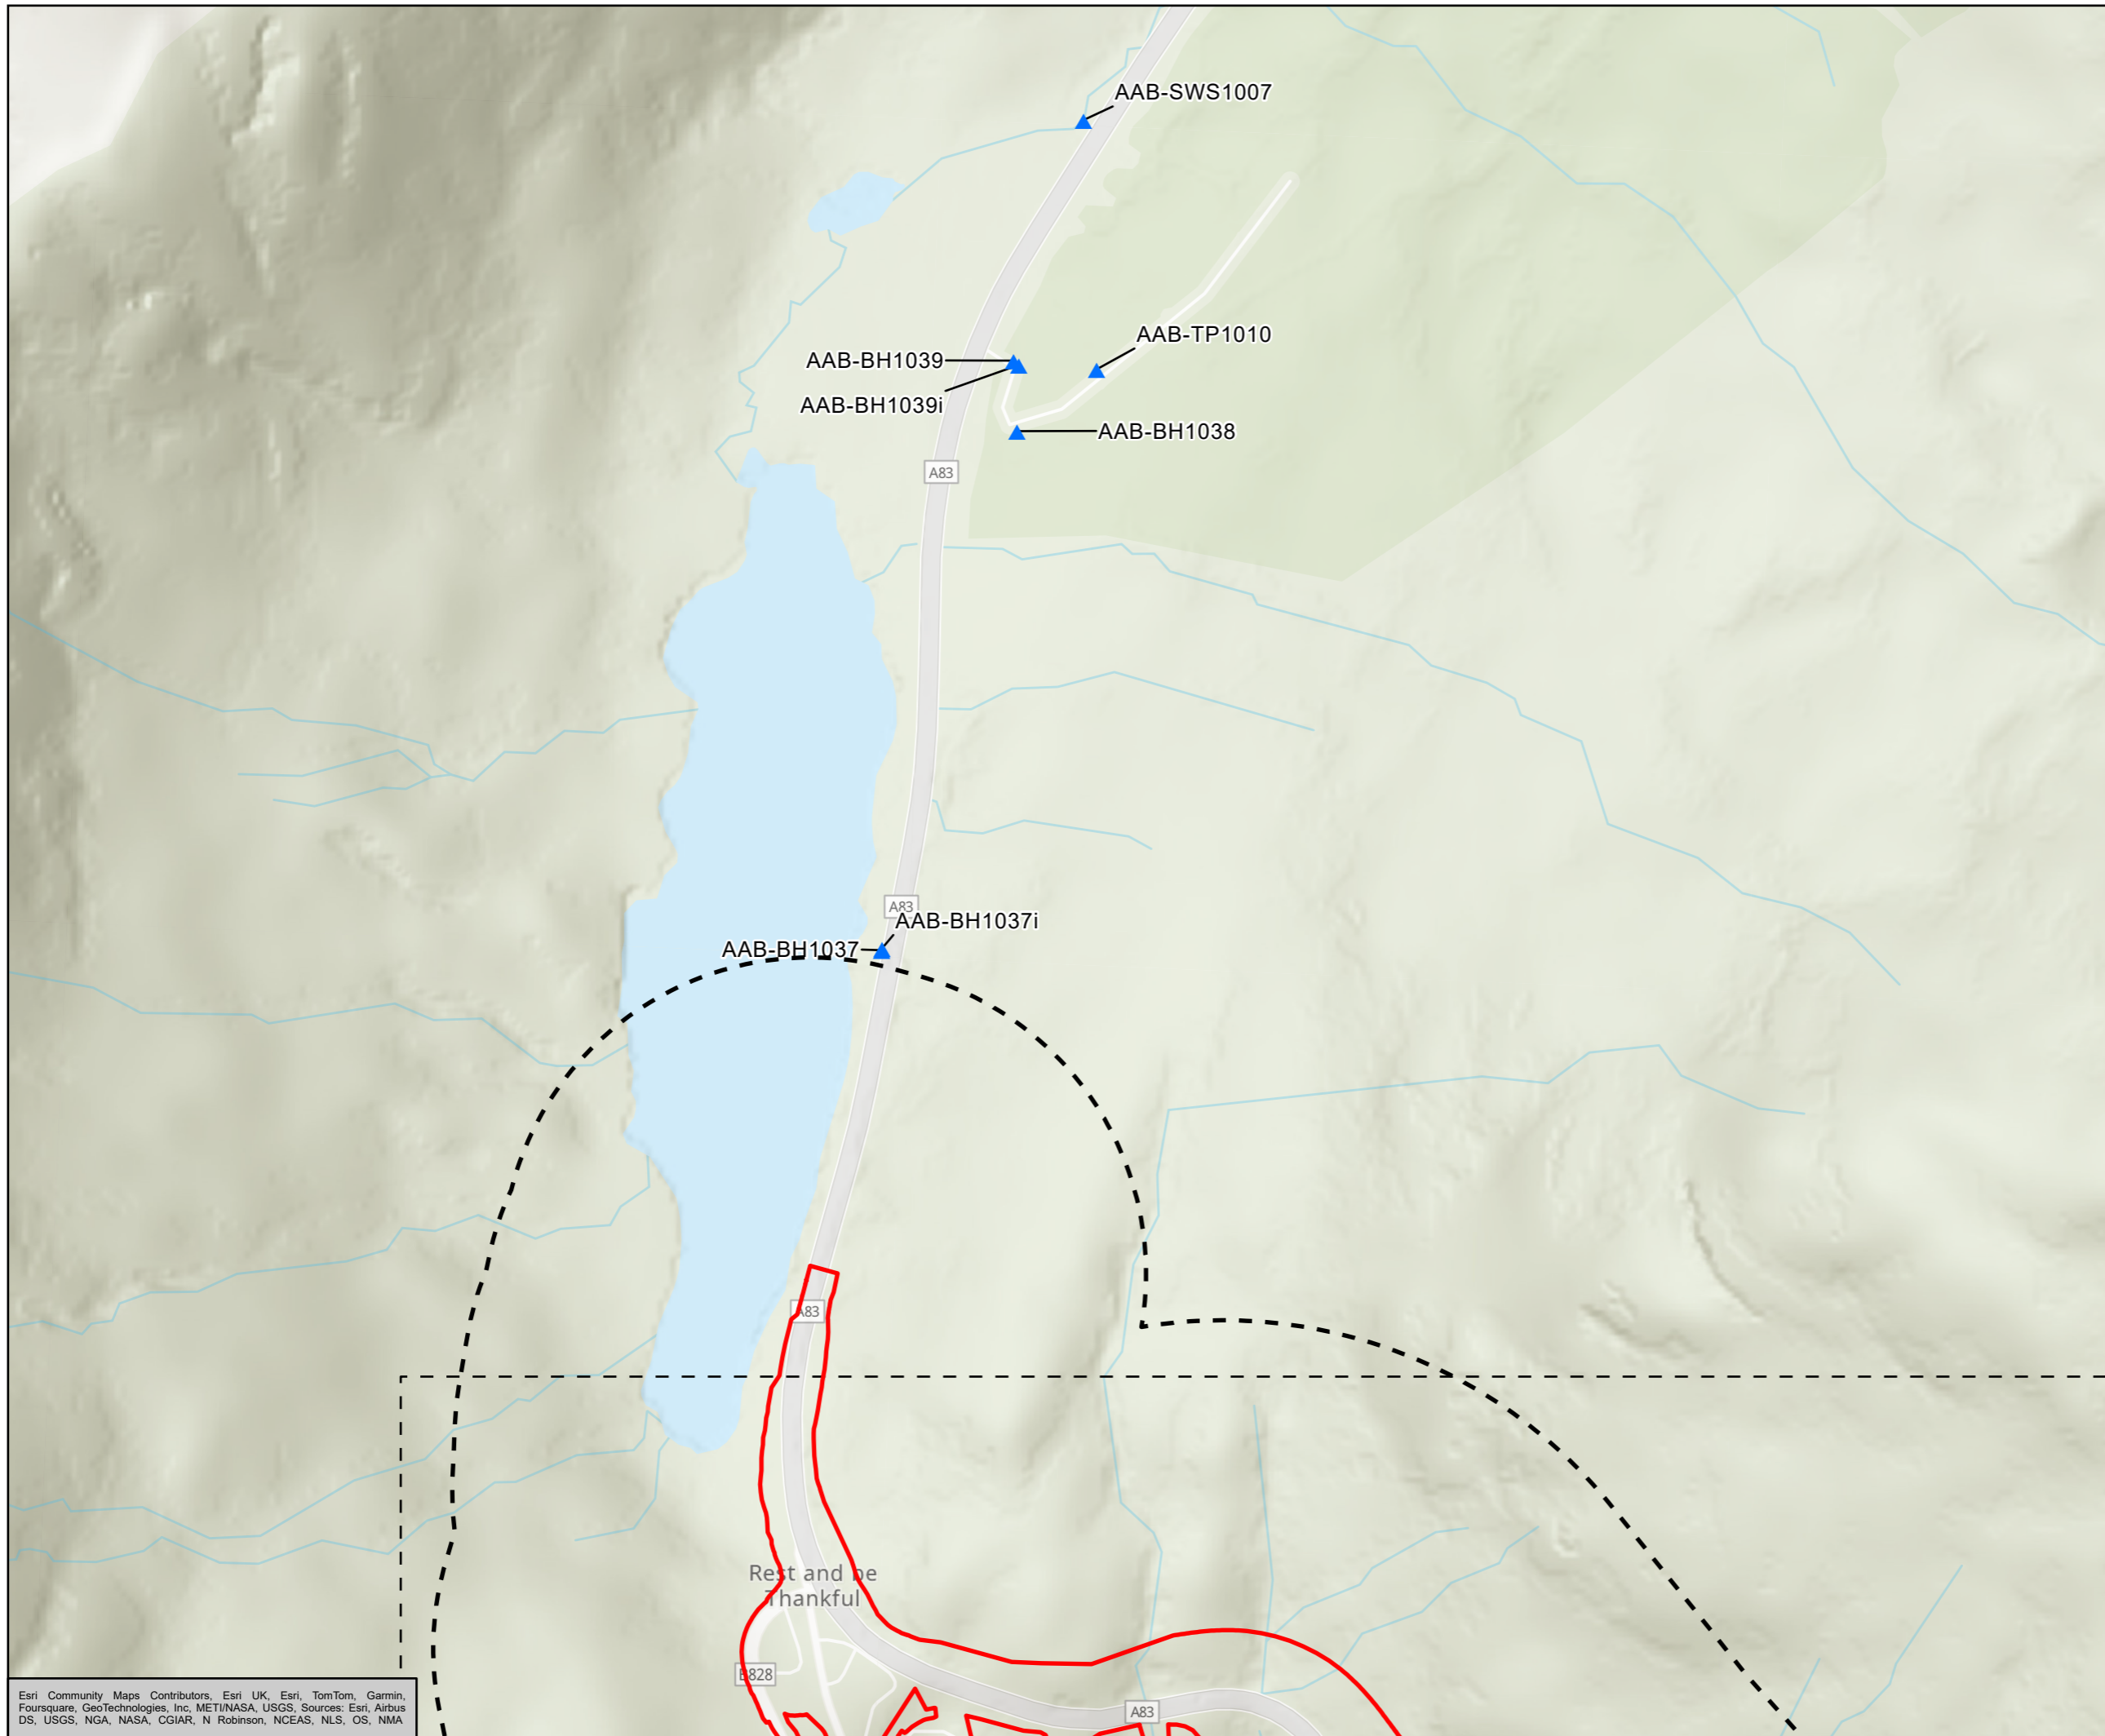 AAB-SWS1007
AAB-TP1010
AAB-BH1039
AAB-BH1039i
AAB-BH1038
A83
A83
AAB-BH1037i
AAB-BH1037
A83
Rest and be
Thankful
B828
A83
Esri Community Maps Contributors, Esri UK, Esri, TomTom, Garmin,
Foursquare, GeoTechnologies, Inc, METI/NASA, USGS, Sources: Esri, Airbus
DS, USGS, NGA, NASA, CGIAR, N Robinson, NCEAS, NLS, OS, NMA